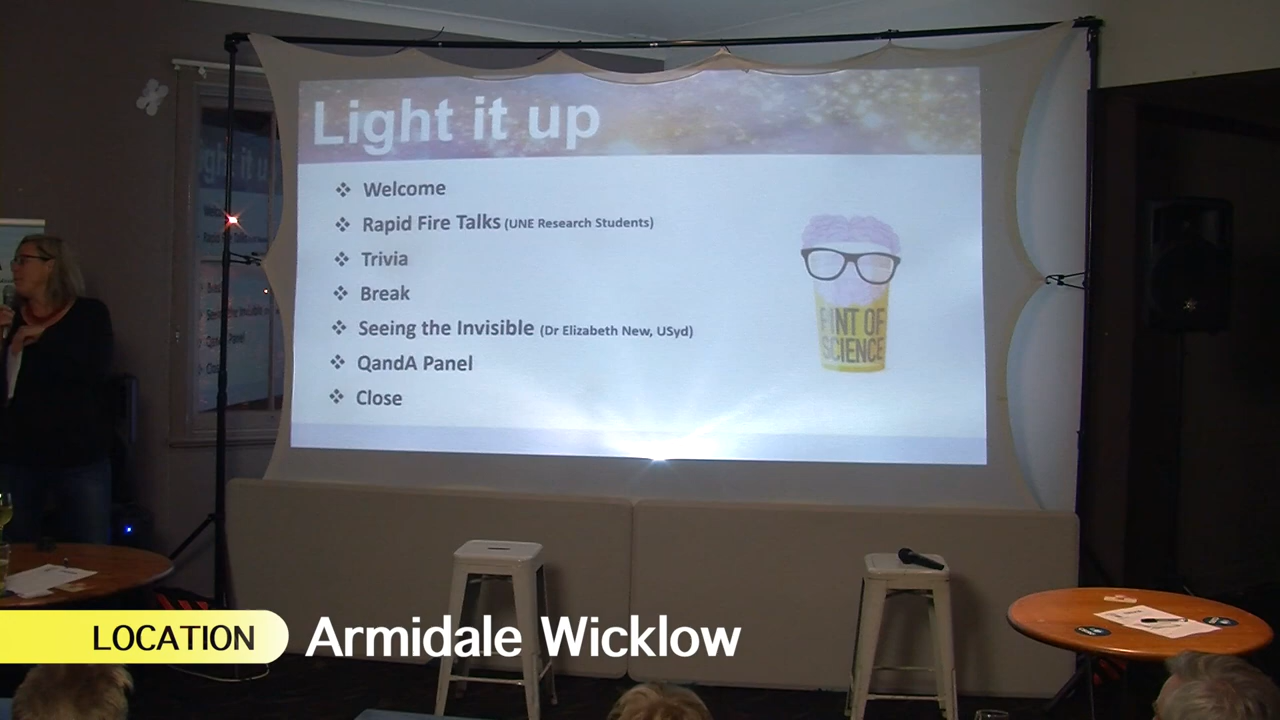 Light it up
❖ Welcome
❖ Rapid Fire Talks (UNE Research Students)
❖ Trivia
❖ Break
❖ Seeing the Invisible (Dr Elizabeth New, USyd)
❖ QandA Panel
❖ Close
PINT OF
SCIENCE
LOCATION Armidale Wicklow